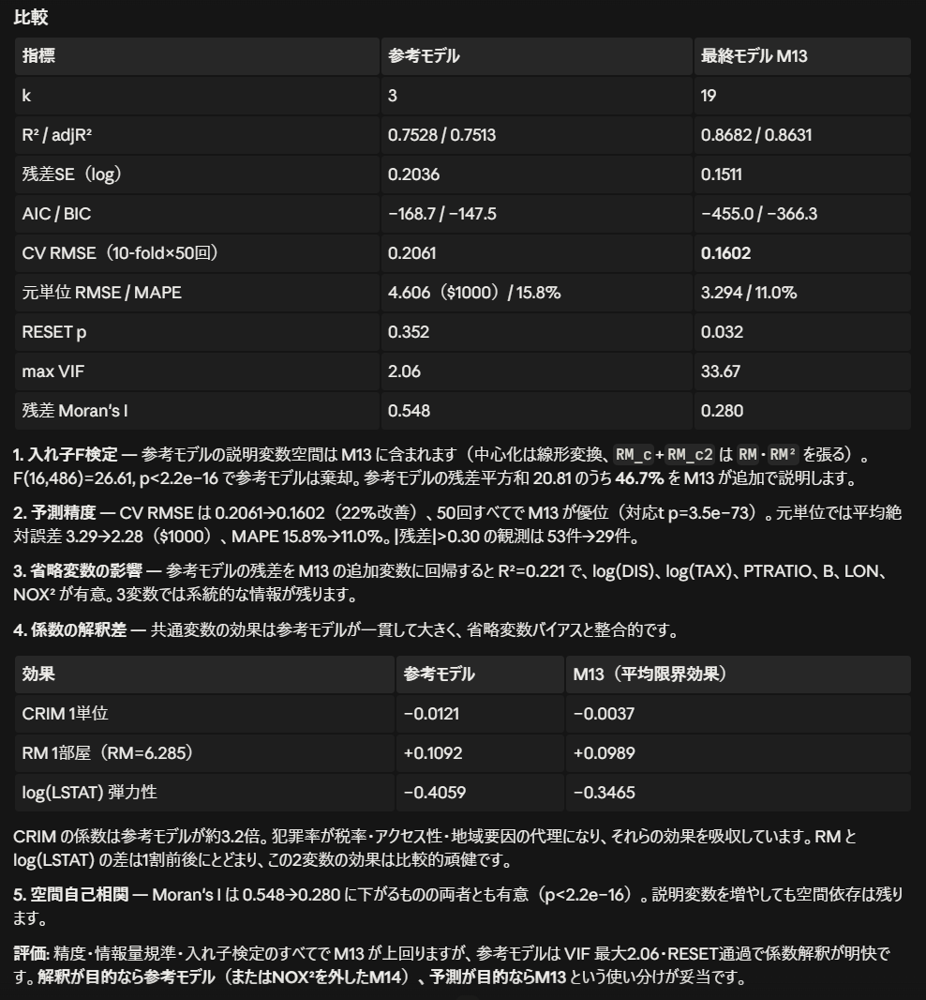 比較
指標 参考モデル 最終モデル M13
k 3 19
R² / adjR² 0.7528 / 0.7513 0.8682 / 0.8631
残差SE（log） 0.2036 0.1511
AIC / BIC −168.7 / −147.5 −455.0 / −366.3
CV RMSE（10-fold×50回） 0.2061 0.1602
元単位 RMSE / MAPE 4.606（$1000）/ 15.8% 3.294 / 11.0%
RESET p 0.352 0.032
max VIF 2.06 33.67
残差 Moran's I 0.548 0.280
1. 入れ子F検定 — 参考モデルの説明変数空間は M13 に含まれます（中心化は線形変換、RM_c+RM_c2 は RM・RM² を張る）。
F(16,486)=26.61, p<2.2e−16 で参考モデルは棄却。参考モデルの残差平方和 20.81 のうち 46.7% を M13 が追加で説明します。
2. 予測精度 — CV RMSE は 0.2061→0.1602（22%改善）、50回すべてで M13 が優位（対応t p=3.5e−73）。元単位では平均絶
対誤差 3.29→2.28（$1000）、MAPE 15.8%→11.0%。|残差|>0.30 の観測は 53件→29件。
3. 省略変数の影響 — 参考モデルの残差を M13 の追加変数に回帰すると R²=0.221 で、log(DIS)、log(TAX)、PTRATIO、B、LON、
NOX² が有意。3変数では系統的な情報が残ります。
4. 係数の解釈差 — 共通変数の効果は参考モデルが一貫して大きく、省略変数バイアスと整合的です。
効果 参考モデル M13（平均限界効果）
CRIM 1単位 −0.0121 −0.0037
RM 1部屋（RM=6.285） +0.1092 +0.0989
log(LSTAT) 弾力性 −0.4059 −0.3465
CRIM の係数は参考モデルが約3.2倍。犯罪率が税率・アクセス性・地域要因の代理になり、それらの効果を吸収しています。RM と
log(LSTAT) の差は1割前後にとどまり、この2変数の効果は比較的頑健です。
5. 空間自己相関 — Moran's I は 0.548→0.280 に下がるものの両者とも有意（p<2.2e−16）。説明変数を増やしても空間依存は残り
ます。
評価: 精度・情報量規準・入れ子検定のすべてで M13 が上回りますが、参考モデルは VIF 最大2.06・RESET通過で係数解釈が明快で
す。解釈が目的なら参考モデル（またはNOX²を外したM14）、予測が目的ならM13 という使い分けが妥当です。